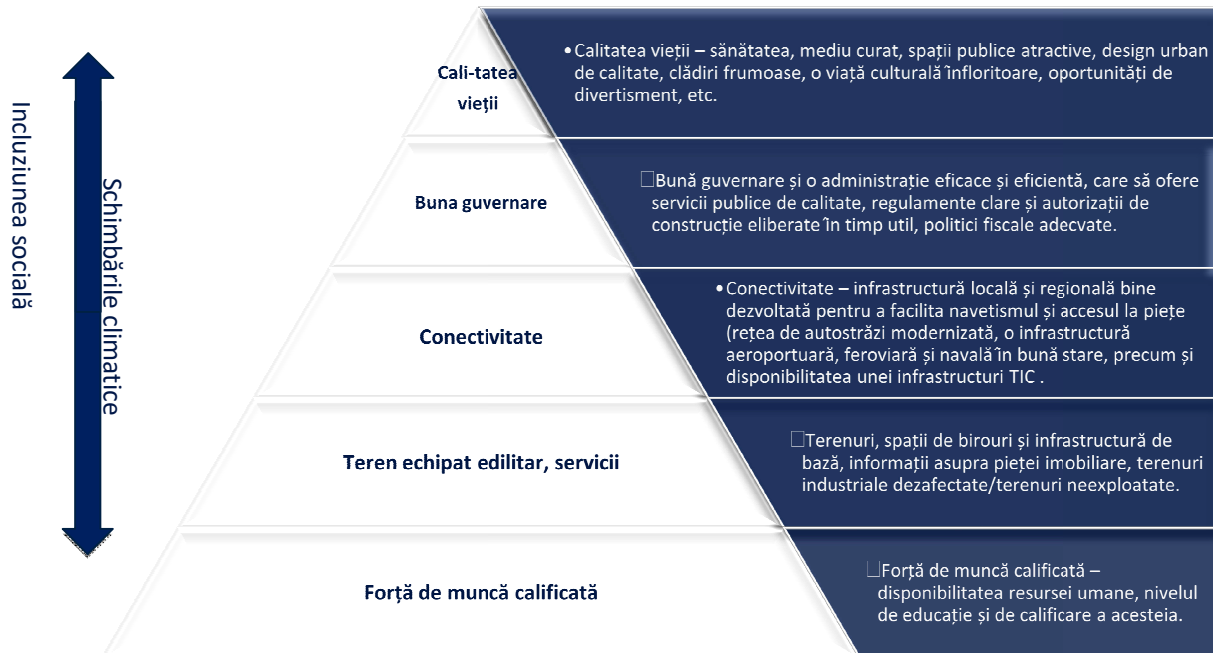 Incluziunea socială
Schimbările climatice
Cali-tatea
vieții
• Calitatea vieții – sănătatea, mediu curat, spații publice atractive, design urban
de calitate, clădiri frumoase, o viață culturală înfloritoare, oportunități de
divertisment, etc.
Buna guvernare
□Bună guvernare și o administrație eficace și eficientă, care să ofere
servicii publice de calitate, regulamente clare și autorizații de
construcție eliberate în timp util, politici fiscale adecvate.
Conectivitate
• Conectivitate – infrastructură locală și regională bine
dezvoltată pentru a facilita navetismul și accesul la piețe
(rețea de autostrăzi modernizată, o infrastructură
aeroportuară, feroviară și navală în bună stare, precum și
disponibilitatea unei infrastructuri TIC .
Teren echipat edilitar, servicii
□Terenuri, spații de birouri și infrastructură de
bază, informații asupra pieței imobiliare, terenuri
industriale dezafectate/terenuri neexploatate.
Forță de muncă calificată
□Forță de muncă calificată –
disponibilitatea resursei umane, nivelul
de educație și de calificare a acesteia.